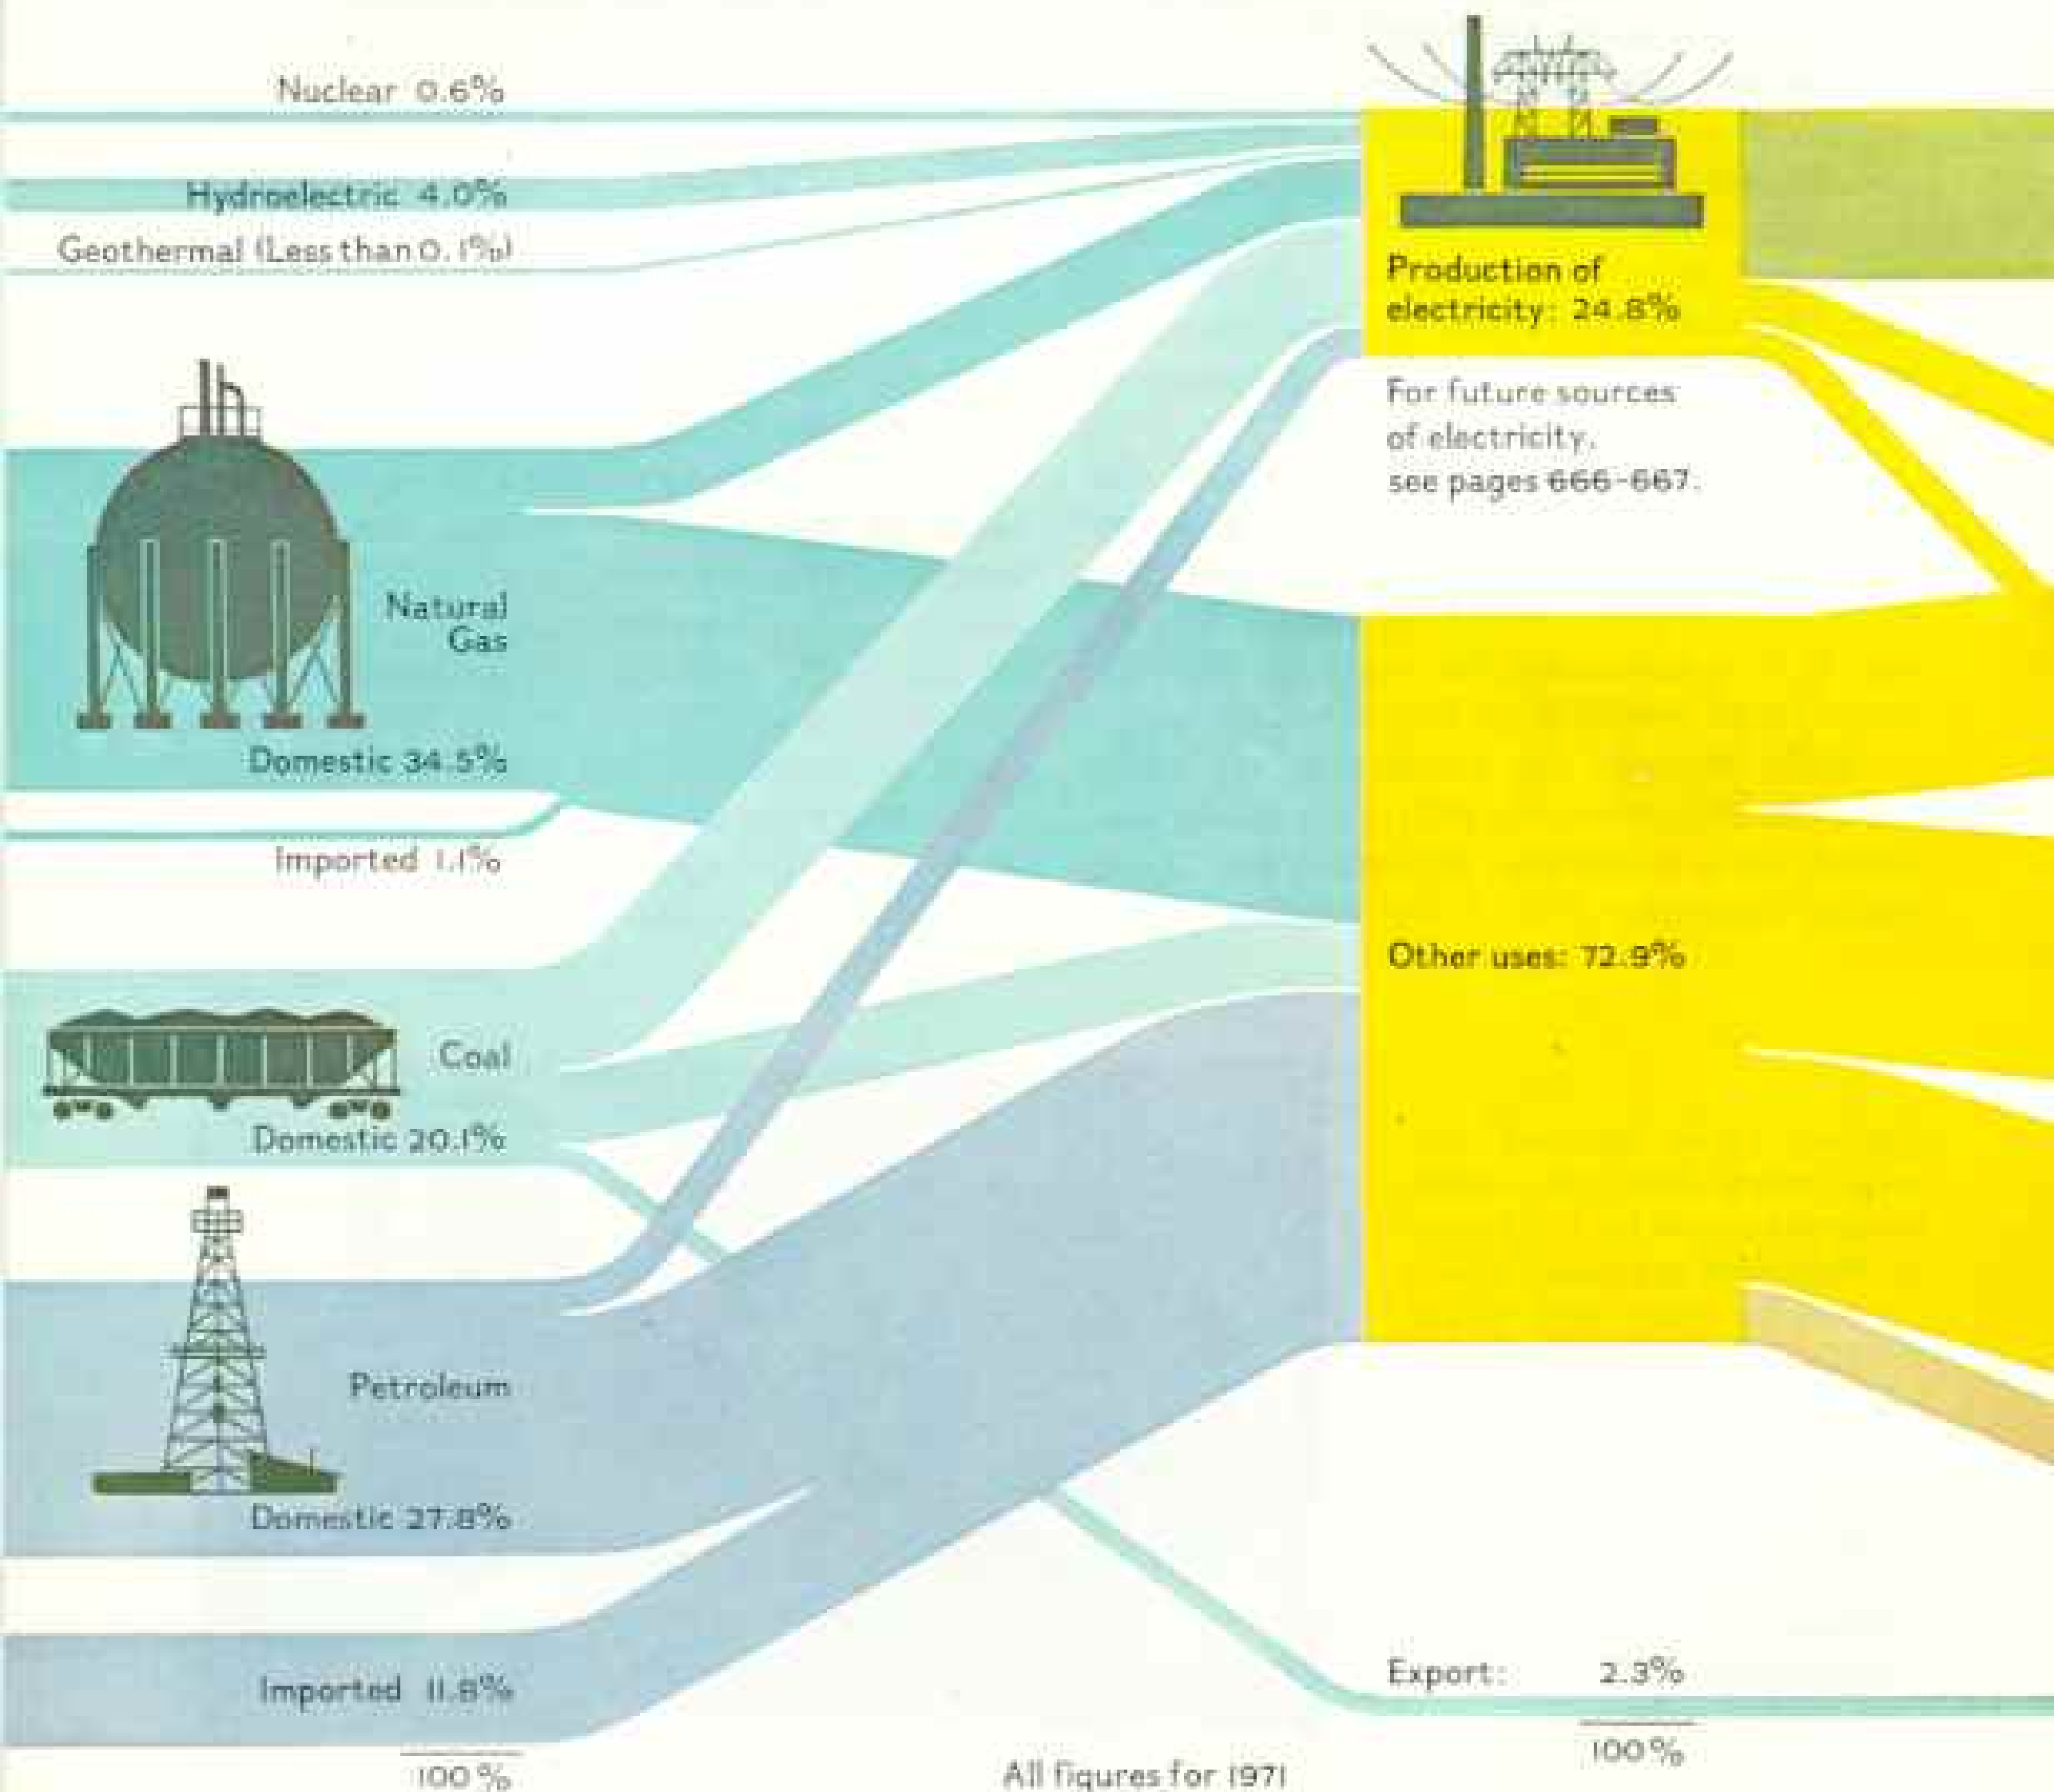 Nuclear 0.6%
Hydroelectric 4.0%
Geothermal (Less than 0.1%)
Natural
Gas
Domestic 34.5%
Imported 1.1%
Coal
Domestic 20.1%
Petroleum
Domestic 27.8%
Imported 11.8%
100%
Production of
electricity: 24.8%
For future sources
of electricity,
see pages 666-667.
Other uses: 72.9%
Export: 2.3%
100%
All figures for 1971